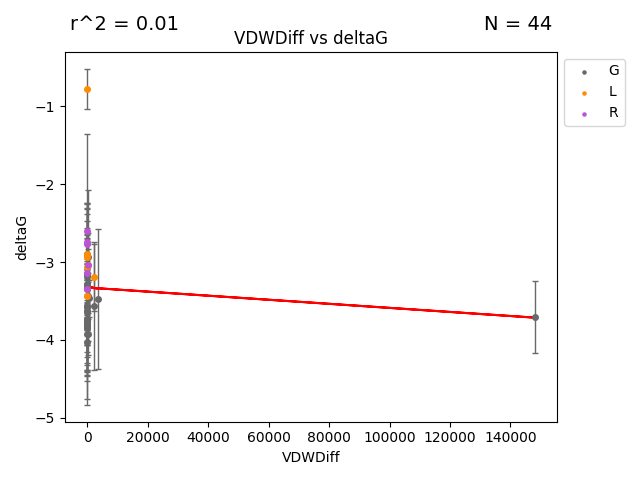 r^2 = 0.01
N = 44
VDWDiff vs deltaG
G
L
R
deltaG
−1
−2
−3
−4
−5
0
20000
40000
60000
80000
100000
120000
140000
VDWDiff